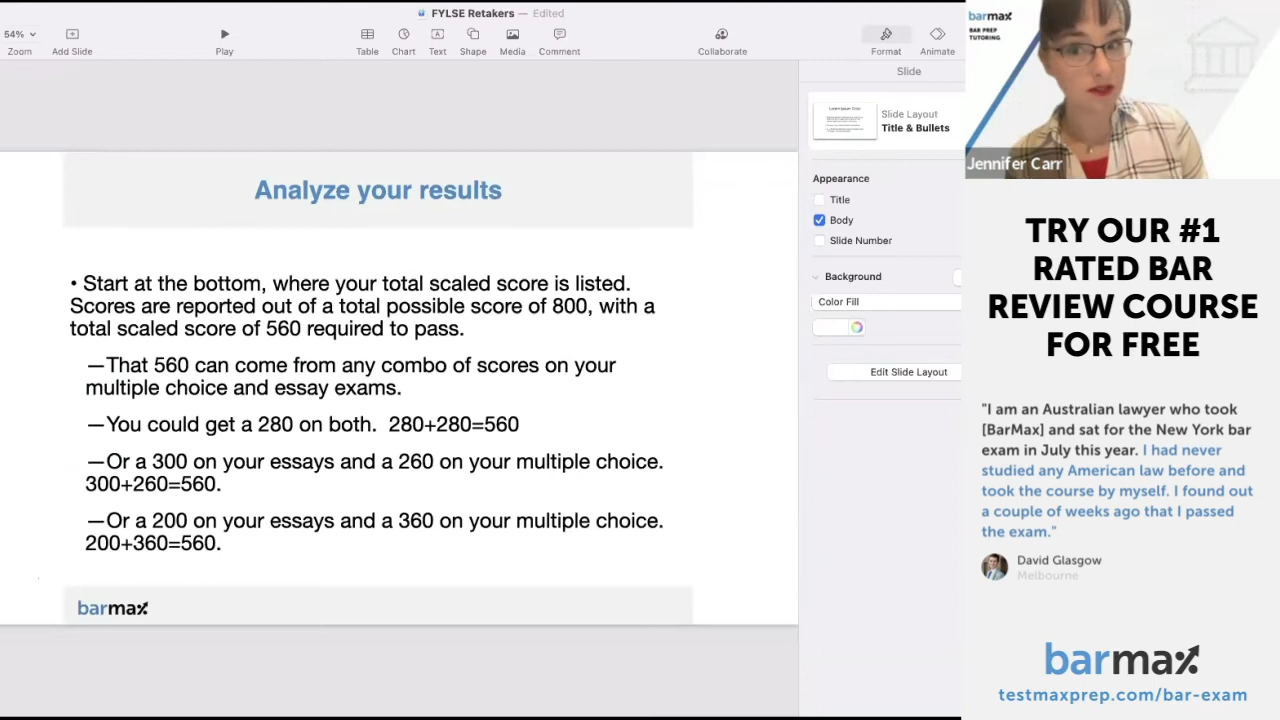 FYLSE Retakers — Edited
54%
Zoom
Add Slide
Play
Table
Chart
Text
Shape
Media
Comment
Collaborate
Format
Animate
Slide
Slide Layout
Title & Bullets
Appearance
Title
Body
Slide Number
Background
Color Fill
Edit Slide Layout
Analyze your results
• Start at the bottom, where your total scaled score is listed.
Scores are reported out of a total possible score of 800, with a
total scaled score of 560 required to pass.
—That 560 can come from any combo of scores on your
multiple choice and essay exams.
—You could get a 280 on both. 280+280=560
—Or a 300 on your essays and a 260 on your multiple choice.
300+260=560.
—Or a 200 on your essays and a 360 on your multiple choice.
200+360=560.
barmax
barmax
BAR PREP
TUTORING
Jennifer Carr
TRY OUR #1
RATED BAR
REVIEW COURSE
FOR FREE
"I am an Australian lawyer who took
[BarMax] and sat for the New York bar
exam in July this year. I had never
studied any American law before and
took the course by myself. I found out
a couple of weeks ago that I passed
the exam."
David Glasgow
Melbourne
barmax
testmaxprep.com/bar-exam